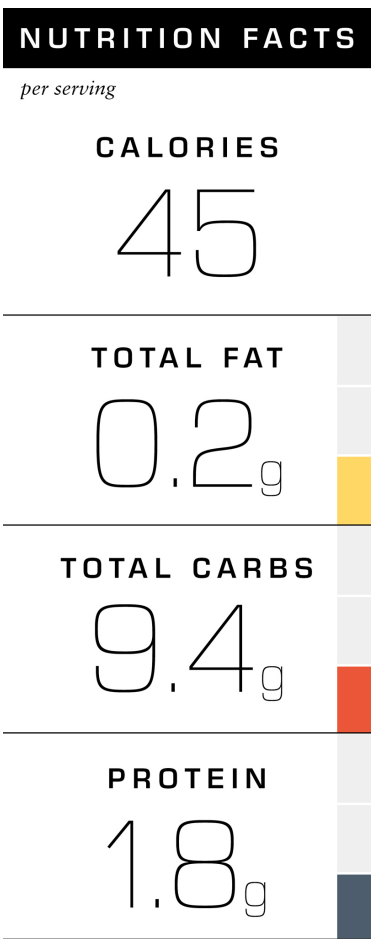 NUTRITION FACTS
per serving
CALORIES
45
TOTAL FAT
0.2g
TOTAL CARBS
9.4g
PROTEIN
1.8g